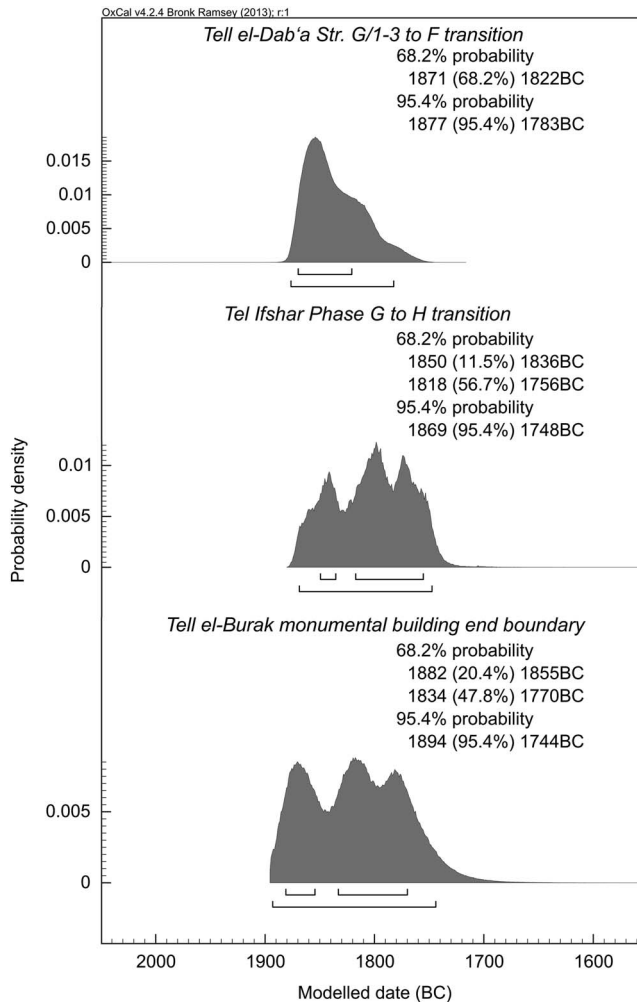 OxCal v4.2.4 Bronk Ramsey (2013); r:1
Tell el-Dab‘a Str. G/1-3 to F transition
68.2% probability
1871 (68.2%) 1822BC
95.4% probability
1877 (95.4%) 1783BC
0.015
0.01
0.005
0
Tel Ifshar Phase G to H transition
68.2% probability
1850 (11.5%) 1836BC
1818 (56.7%) 1756BC
95.4% probability
1869 (95.4%) 1748BC
0.01
0.005
0
Probability density
Tell el-Burak monumental building end boundary
68.2% probability
1882 (20.4%) 1855BC
1834 (47.8%) 1770BC
95.4% probability
1894 (95.4%) 1744BC
0.005
0
2000 1900 1800 1700 1600
Modelled date (BC)